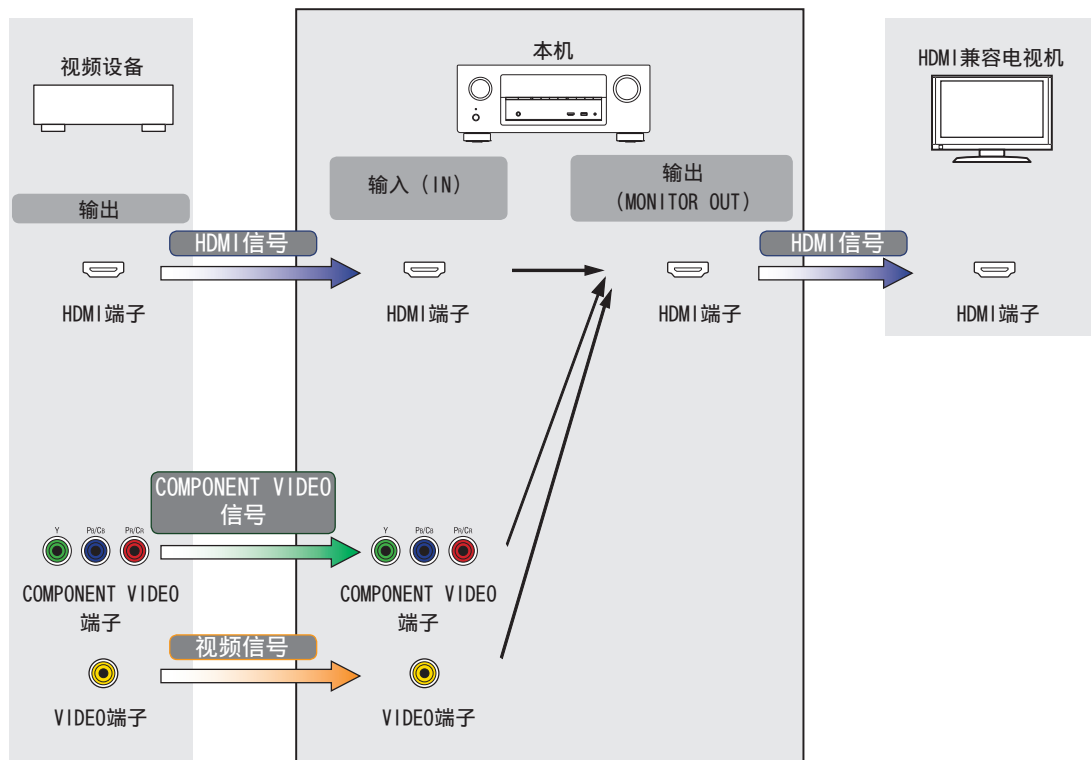 视频设备
本机
HDMI兼容电视机
输出
输入（IN）
输出
（MONITOR OUT）
HDMI信号
HDMI信号
HDMI端子
HDMI端子
HDMI端子
HDMI端子
COMPONENT VIDEO
信号
Y PB/CB PR/CR
Y PB/CB PR/CR
COMPONENT VIDEO
端子
COMPONENT VIDEO
端子
视频信号
VIDEO端子
VIDEO端子